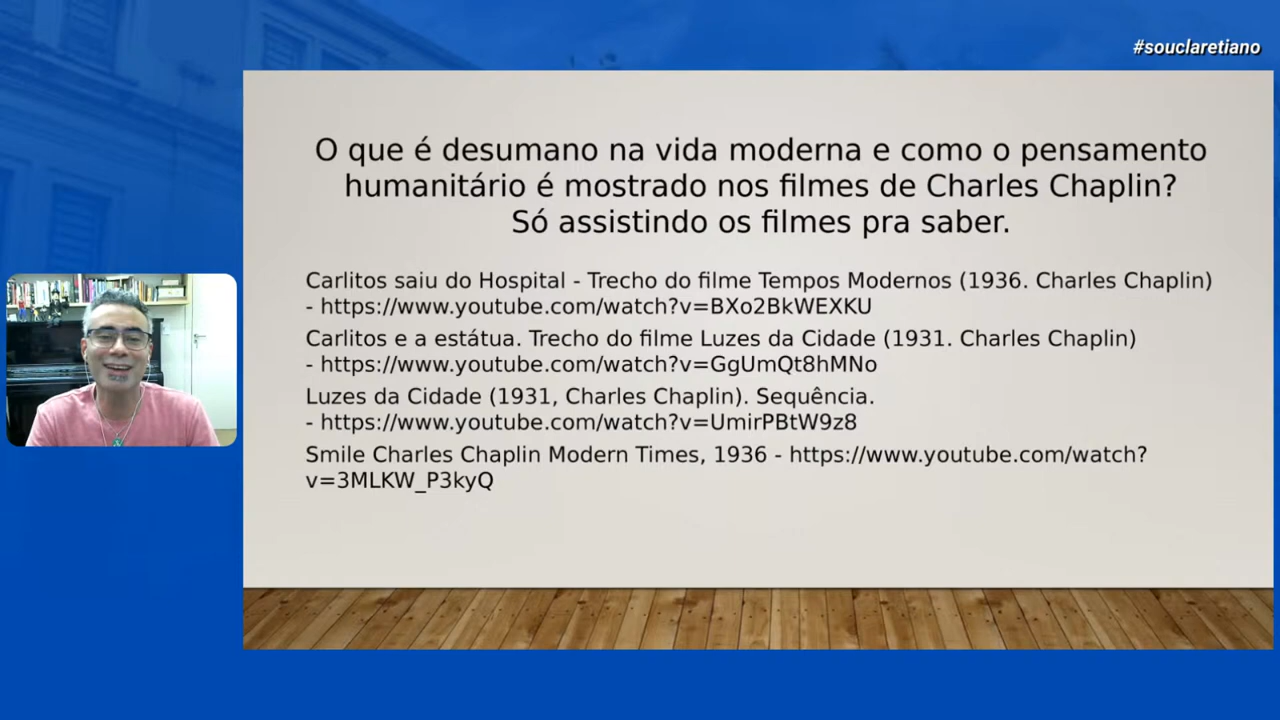 #souclaretiano
O que é desumano na vida moderna e como o pensamento
humanitário é mostrado nos filmes de Charles Chaplin?
Só assistindo os filmes pra saber.
Carlitos saiu do Hospital - Trecho do filme Tempos Modernos (1936. Charles Chaplin)
- https://www.youtube.com/watch?v=BXo2BkWEXKU
Carlitos e a estátua. Trecho do filme Luzes da Cidade (1931. Charles Chaplin)
- https://www.youtube.com/watch?v=GgUmQt8hMNo
Luzes da Cidade (1931, Charles Chaplin). Sequência.
- https://www.youtube.com/watch?v=UmirPBtW9z8
Smile Charles Chaplin Modern Times, 1936 - https://www.youtube.com/watch?
v=3MLKW_P3kyQ